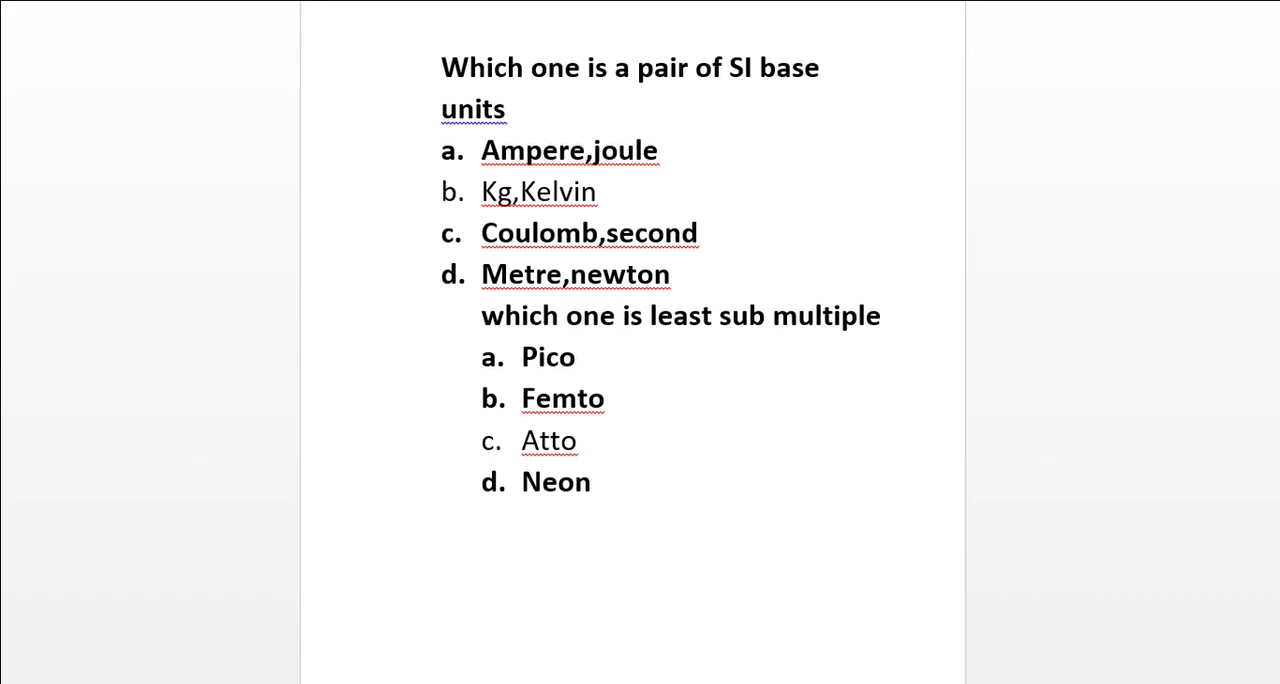 Which one is a pair of SI base
units
a. Ampere,joule
b. Kg,Kelvin
c. Coulomb,second
d. Metre,newton
which one is least sub multiple
a. Pico
b. Femto
c. Atto
d. Neon